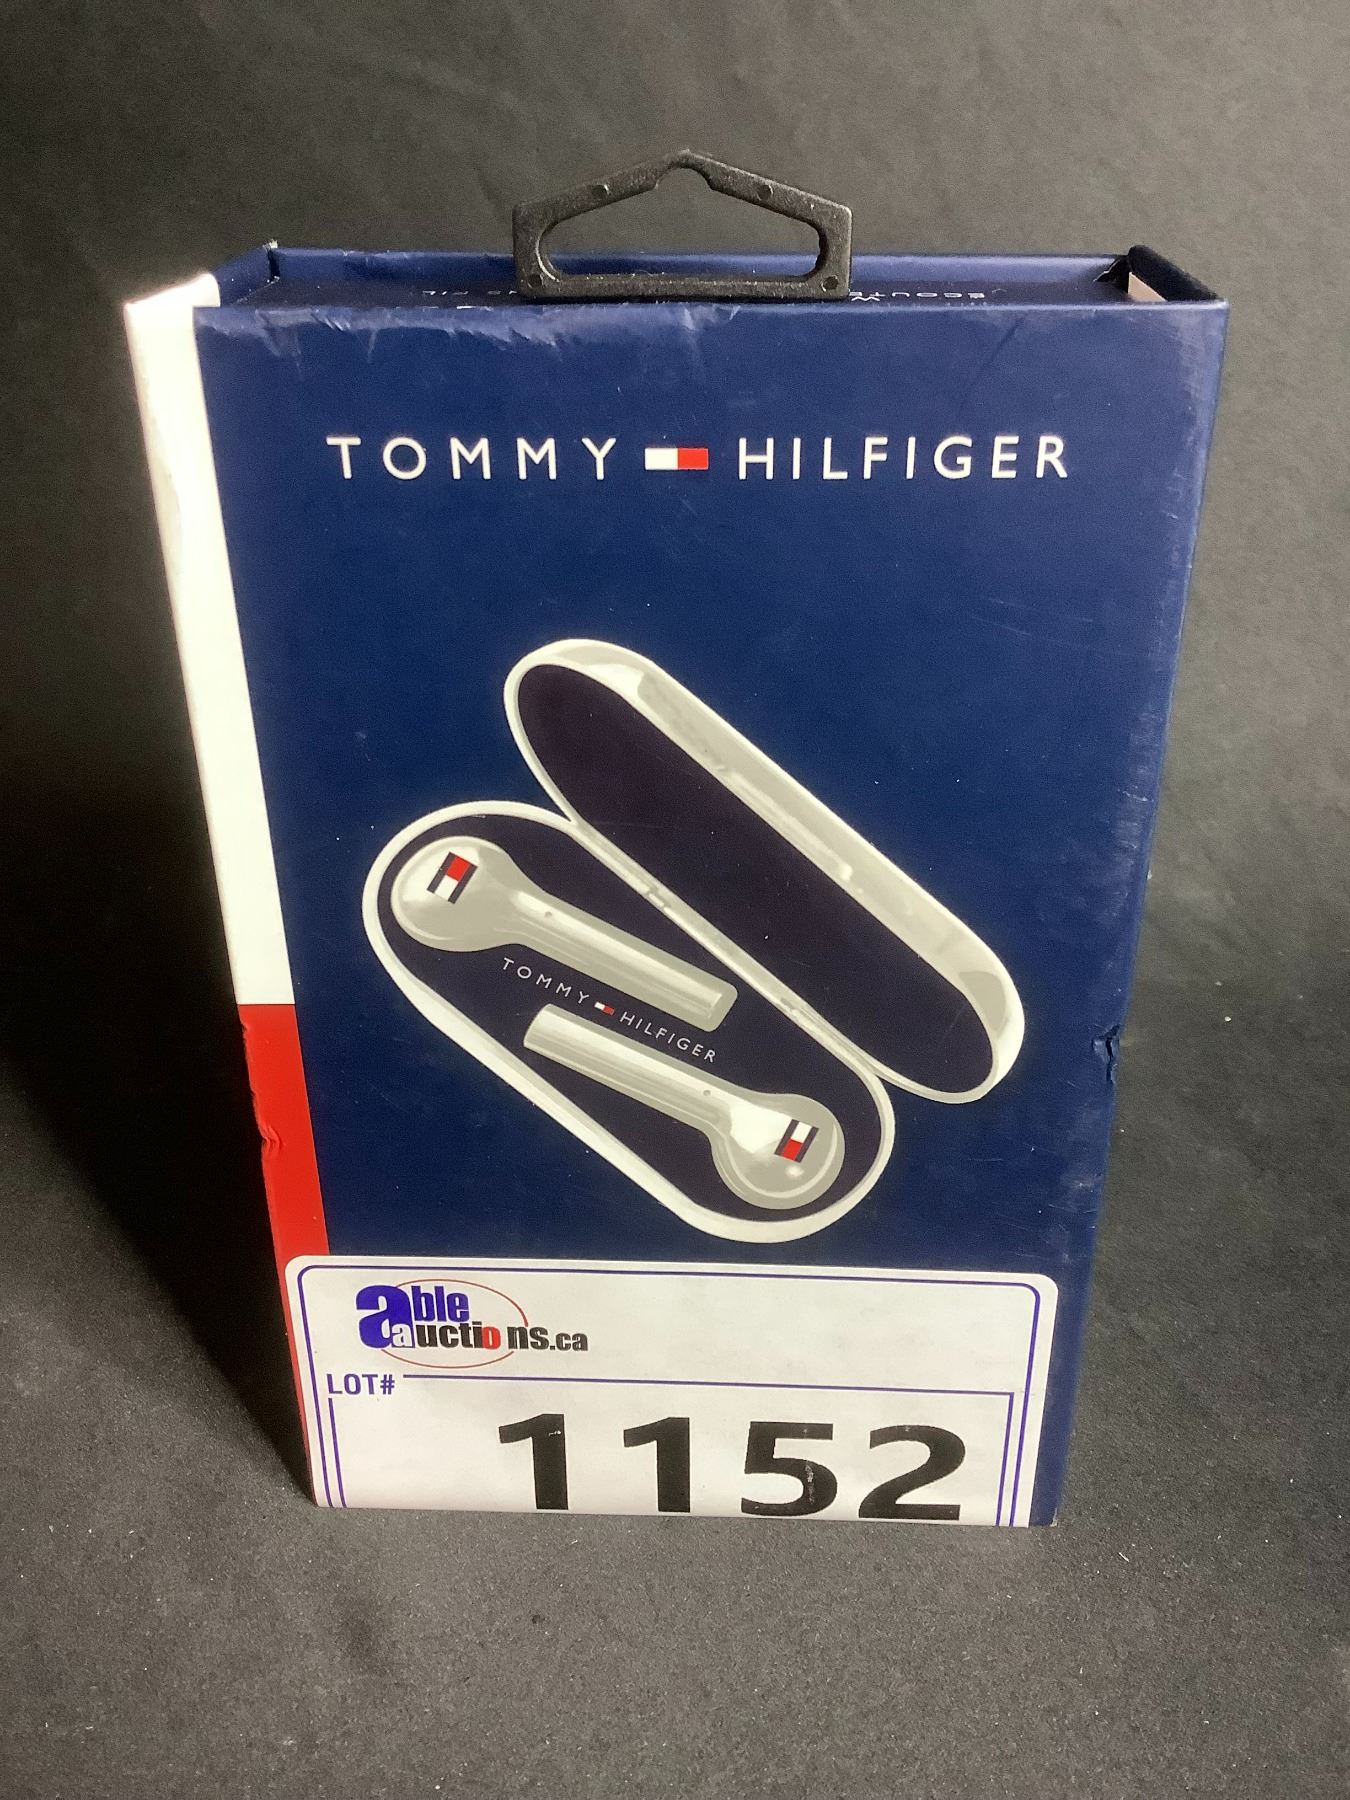 TOMMY HILFIGER
TOMMY HILFIGER
able
auctions.ca
LOT#
1152